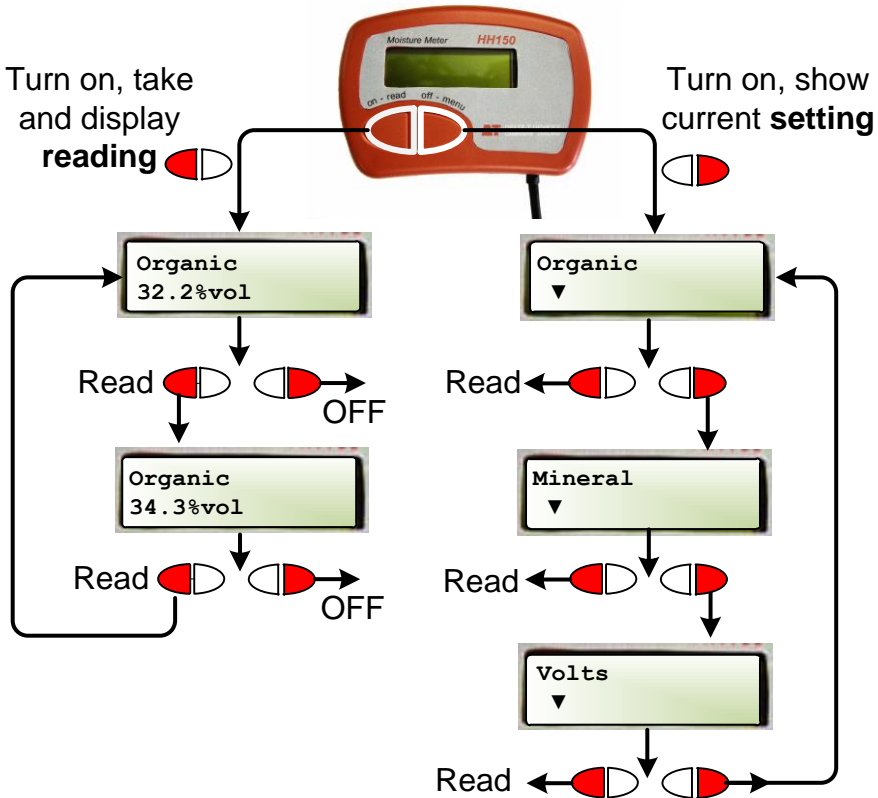 Moisture Meter HH150
on - read off - menu
Turn on, take
and display
reading
Turn on, show
current setting
Organic
32.2%vol
Read
OFF
Organic
34.3%vol
Read
OFF
Organic
▼
Read
Mineral
▼
Read
Volts
▼
Read